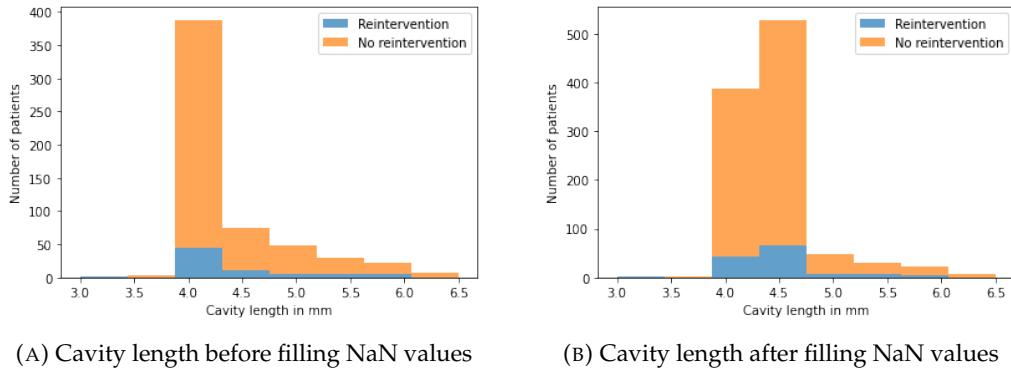 400
350
300
250
200
150
100
50
0
Number of patients
Reintervention
No reintervention
3.0 3.5 4.0 4.5 5.0 5.5 6.0 6.5
Cavity length in mm
(A) Cavity length before filling NaN values
500
400
300
200
100
0
Number of patients
Reintervention
No reintervention
3.0 3.5 4.0 4.5 5.0 5.5 6.0 6.5
Cavity length in mm
(B) Cavity length after filling NaN values